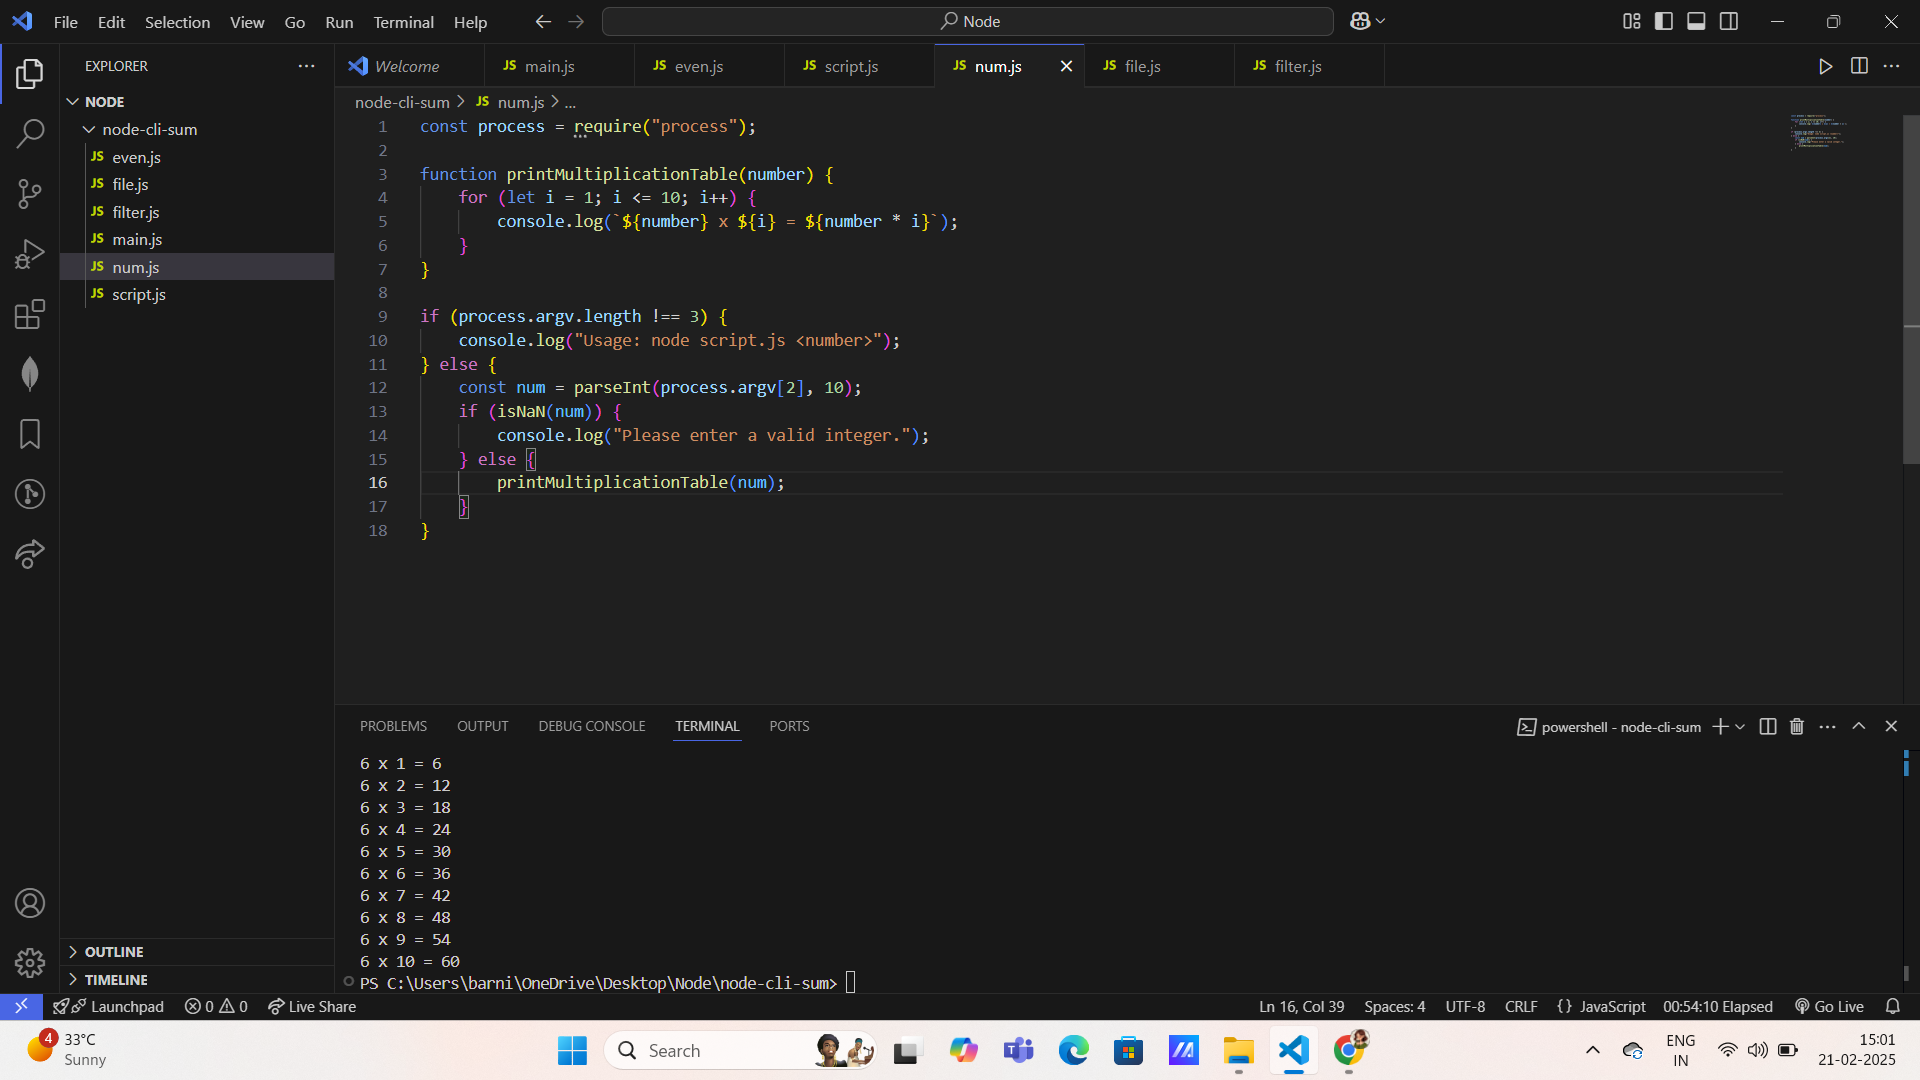 File Edit Selection View Go Run Terminal Help
Node
EXPLORER
NODE
node-cli-sum
JS even.js
JS file.js
JS filter.js
JS main.js
JS num.js
JS script.js
OUTLINE
TIMELINE
Welcome
JS main.js
JS even.js
JS script.js
JS num.js
JS file.js
JS filter.js
node-cli-sum > JS num.js > ...
1 const process = require("process");
2
3 function printMultiplicationTable(number) {
4 for (let i = 1; i <= 10; i++) {
5 console.log(`${number} x ${i} = ${number * i}`);
6 }
7 }
8
9 if (process.argv.length !== 3) {
10 console.log("Usage: node script.js <number>");
11 } else {
12 const num = parseInt(process.argv[2], 10);
13 if (isNaN(num)) {
14 console.log("Please enter a valid integer.");
15 } else {
16 printMultiplicationTable(num);
17 }
18 }
PROBLEMS OUTPUT DEBUG CONSOLE TERMINAL PORTS
powershell - node-cli-sum
6 x 1 = 6
6 x 2 = 12
6 x 3 = 18
6 x 4 = 24
6 x 5 = 30
6 x 6 = 36
6 x 7 = 42
6 x 8 = 48
6 x 9 = 54
6 x 10 = 60
PS C:\Users\barni\OneDrive\Desktop\Node\node-cli-sum>
Launchpad 0 0 Live Share
Ln 16, Col 39 Spaces: 4 UTF-8 CRLF {} JavaScript 00:54:10 Elapsed Go Live
4
33°C
Sunny
Search
ENG
IN
15:01
21-02-2025